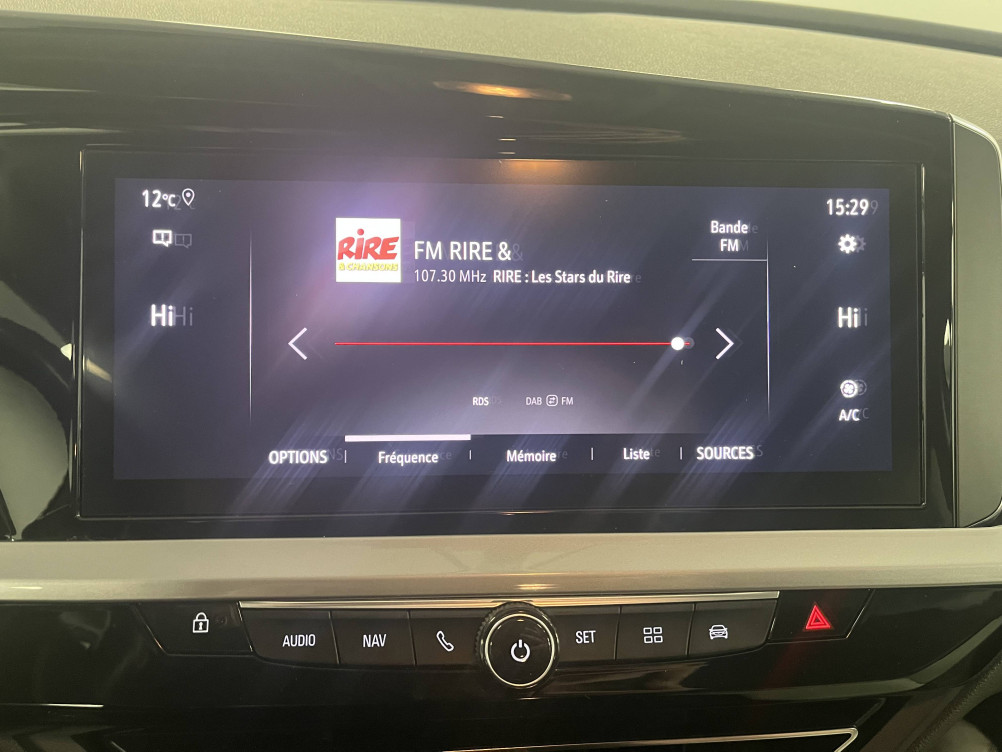 12°C
15:29
RIRE
& CHANSONS
FM RIRE &
107.30 MHz RIRE : Les Stars du Rire
Bande
FM
Hi
Hi
RDS
DAB FM
A/C
OPTIONS
Fréquence
Mémoire
Liste
SOURCES
AUDIO
NAV
SET